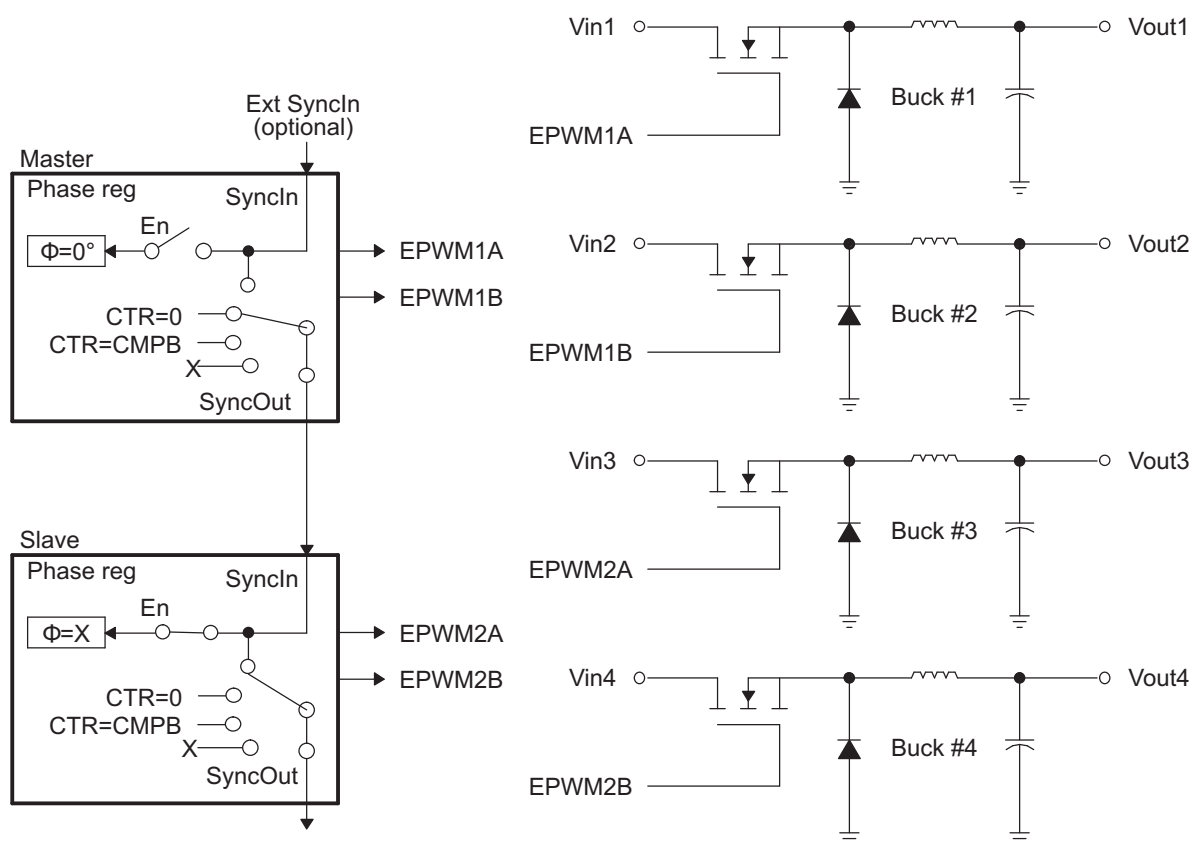 Ext SyncIn
(optional)
Master
Phase reg
SyncIn
En
Φ=0°
EPWM1A
EPWM1B
CTR=0
CTR=CMPB
X
SyncOut
Slave
Phase reg
SyncIn
En
Φ=X
EPWM2A
EPWM2B
CTR=0
CTR=CMPB
X
SyncOut
Vin1
Vout1
Buck #1
EPWM1A
Vin2
Vout2
Buck #2
EPWM1B
Vin3
Vout3
Buck #3
EPWM2A
Vin4
Vout4
Buck #4
EPWM2B